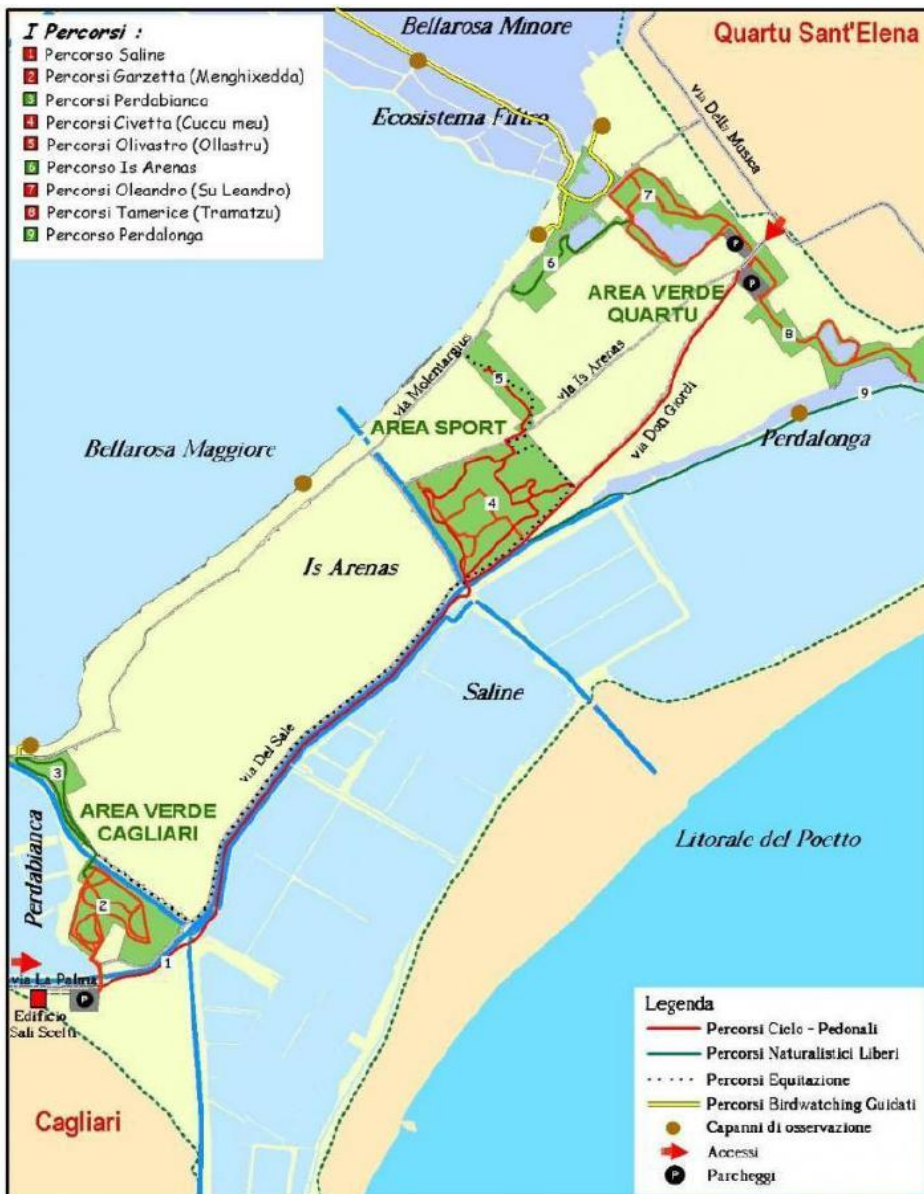 I Percorsi :
1 Percorso Saline
2 Percorsi Garzetta (Menghixedda)
3 Percorsi Perdabianca
4 Percorsi Civetta (Cuccu meu)
5 Percorsi Olivastro (Ollastru)
6 Percorso Is Arenas
7 Percorsi Oleandro (Su Leandro)
8 Percorsi Tamerice (Tramatzu)
9 Percorso Perdalonga
Bellarosa Minore
Quartu Sant'Elena
Ecosistema Filtro
via Della Musica
7
P
6
AREA VERDE
QUARTU
P
8
via Molentargius
5
via Is Arenas
9
AREA SPORT
via Don Giordi
Perdalonga
Bellarosa Maggiore
4
Is Arenas
Saline
via Del Sale
3
AREA VERDE
CAGLIARI
Litorale del Poetto
Perdabianca
2
1
via La Palma
P
Edificio
Sali Scelti
Cagliari
Legenda
Percorsi Ciclo - Pedonali
Percorsi Naturalistici Liberi
Percorsi Equitazione
Percorsi Birdwatching Guidati
Capanni di osservazione
Accessi
P Parcheggi